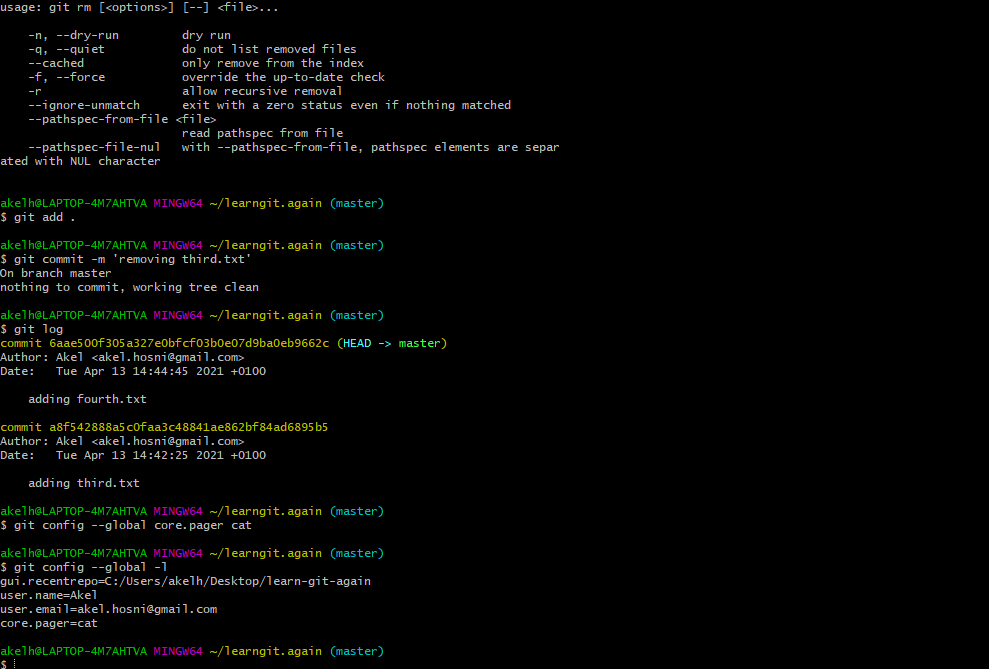 usage: git rm [<options>] [--] <file>...
-n, --dry-run dry run
-q, --quiet do not list removed files
--cached only remove from the index
-f, --force override the up-to-date check
-r allow recursive removal
--ignore-unmatch exit with a zero status even if nothing matched
--pathspec-from-file <file>
read pathspec from file
--pathspec-file-nul with --pathspec-from-file, pathspec elements are separ
ated with NUL character
akelh@LAPTOP-4M7AHTVA MINGW64 ~/learngit.again (master)
$ git add .
akelh@LAPTOP-4M7AHTVA MINGW64 ~/learngit.again (master)
$ git commit -m 'removing third.txt'
On branch master
nothing to commit, working tree clean
akelh@LAPTOP-4M7AHTVA MINGW64 ~/learngit.again (master)
$ git log
commit 6aae500f305a327e0bfcf03b0e07d9ba0eb9662c (HEAD -> master)
Author: Akel <akel.hosni@gmail.com>
Date: Tue Apr 13 14:44:45 2021 +0100
adding fourth.txt
commit a8f542888a5c0faa3c48841ae862bf84ad6895b5
Author: Akel <akel.hosni@gmail.com>
Date: Tue Apr 13 14:42:25 2021 +0100
adding third.txt
akelh@LAPTOP-4M7AHTVA MINGW64 ~/learngit.again (master)
$ git config --global core.pager cat
akelh@LAPTOP-4M7AHTVA MINGW64 ~/learngit.again (master)
$ git config --global -l
gui.recentrepo=C:/Users/akelh/Desktop/learn-git-again
user.name=Akel
user.email=akel.hosni@gmail.com
core.pager=cat
akelh@LAPTOP-4M7AHTVA MINGW64 ~/learngit.again (master)
$